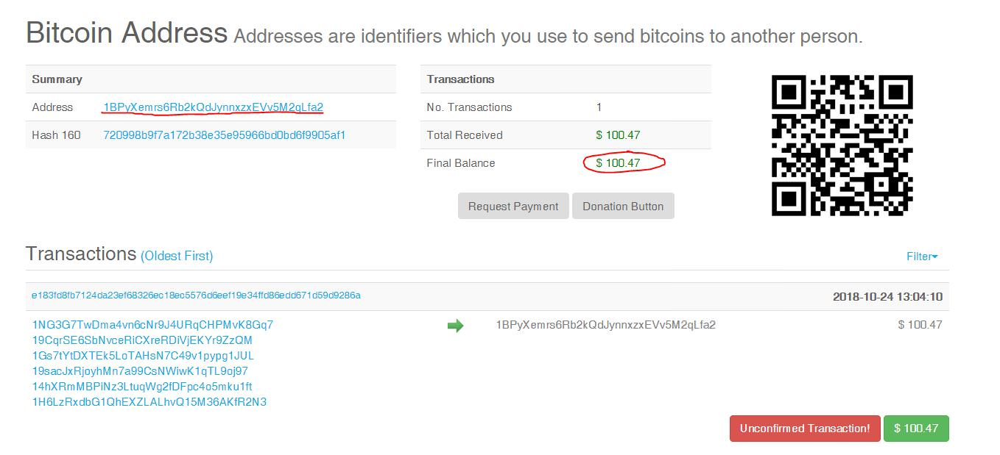 Bitcoin Address Addresses are identifiers which you use to send bitcoins to another person.
Summary
Address 1BPyXemrs6Rb2kQdJynnxzxEVv5M2qLfa2
Hash 160 720998b9f7a172b38e35e95966bd0bd6f9905af1
Transactions
No. Transactions 1
Total Received $ 100.47
Final Balance $ 100.47
Request Payment Donation Button
Transactions (Oldest First) Filter
e183fd8fb7124da23ef68326ec18ec5576d6eef19e34ffd86edd671d59d9286a 2018-10-24 13:04:10
1NG3G7TwDma4vn6cNr9J4URqCHPMvK8Gq7 1BPyXemrs6Rb2kQdJynnxzxEVv5M2qLfa2 $ 100.47
19CqrSE6SbNvceRiCXreRDiVjEKYr9ZzQM
1Gs7tYtDXTEk5LoTAHsN7C49v1pypg1JUL
19sacJxRjoyhMn7a99CsNWiwK1qTL9oj97
14hXRmMBPiNz3LtuqWg2fDFpc4o5mku1ft
1H6LzRxdbG1QhEXZLALhvQ15M36AKfR2N3
Unconfirmed Transaction! $ 100.47